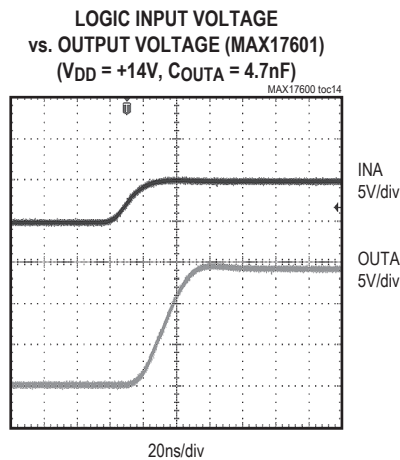 LOGIC INPUT VOLTAGE
vs. OUTPUT VOLTAGE (MAX17601)
(VDD = +14V, COUTA = 4.7nF)
MAX17600 toc14
T
INA
5V/div
OUTA
5V/div
20ns/div